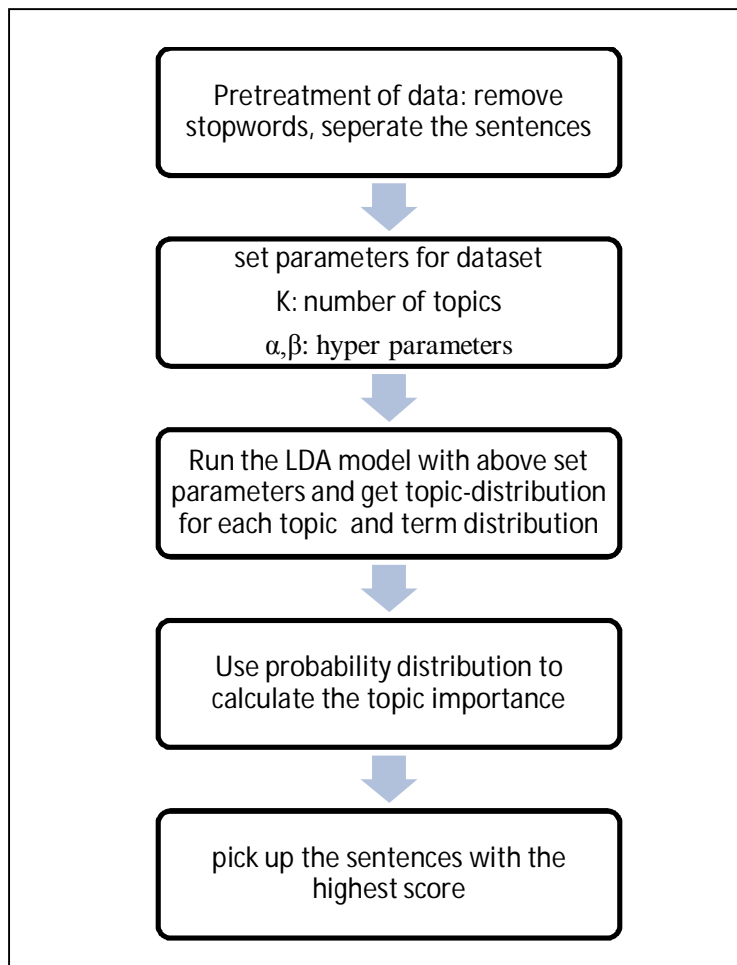 Pretreatment of data: remove
stopwords, seperate the sentences
set parameters for dataset
K: number of topics
α,β: hyper parameters
Run the LDA model with above set
parameters and get topic-distribution
for each topic and term distribution
Use probability distribution to
calculate the topic importance
pick up the sentences with the
highest score